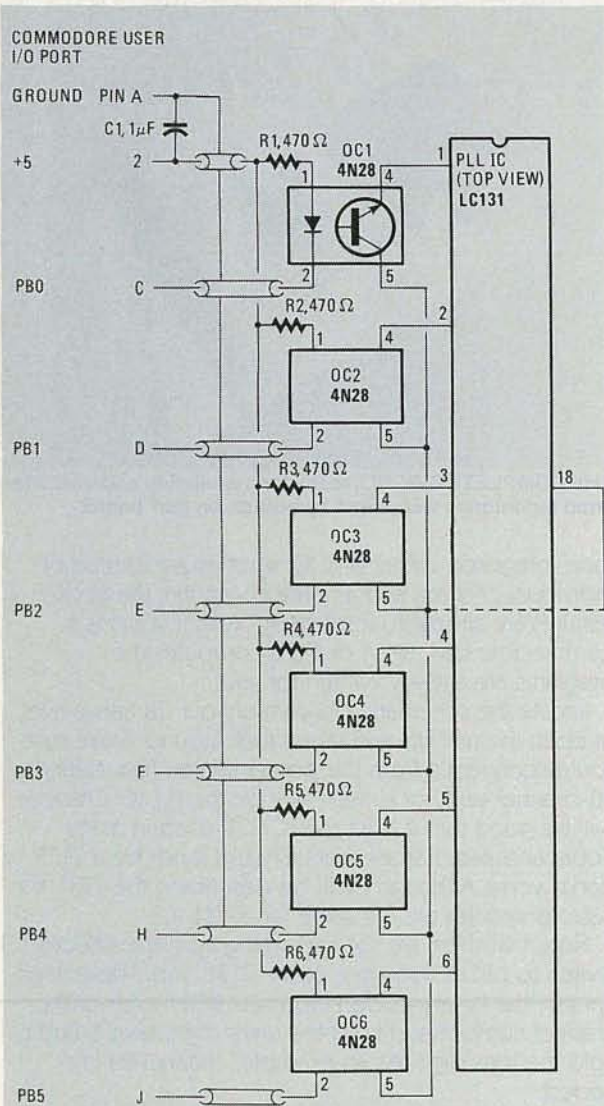 COMMODORE USER
I/O PORT
GROUND PIN A
C1, 1µF
R1, 470 Ω
OC1
4N28
1
PLL IC
(TOP VIEW)
LC131
+5 2
1 4
PB0 C
2 5
R2, 470 Ω
2
1 4
OC2
4N28
PB1 D
2 5
R3, 470 Ω
3
18
1 4
OC3
4N28
PB2 E
2 5
R4, 470 Ω
4
1 4
OC4
4N28
PB3 F
2 5
R5, 470 Ω
5
1 4
OC5
4N28
PB4 H
2 5
R6, 470 Ω
6
1 4
OC6
4N28
PB5 J
2 5